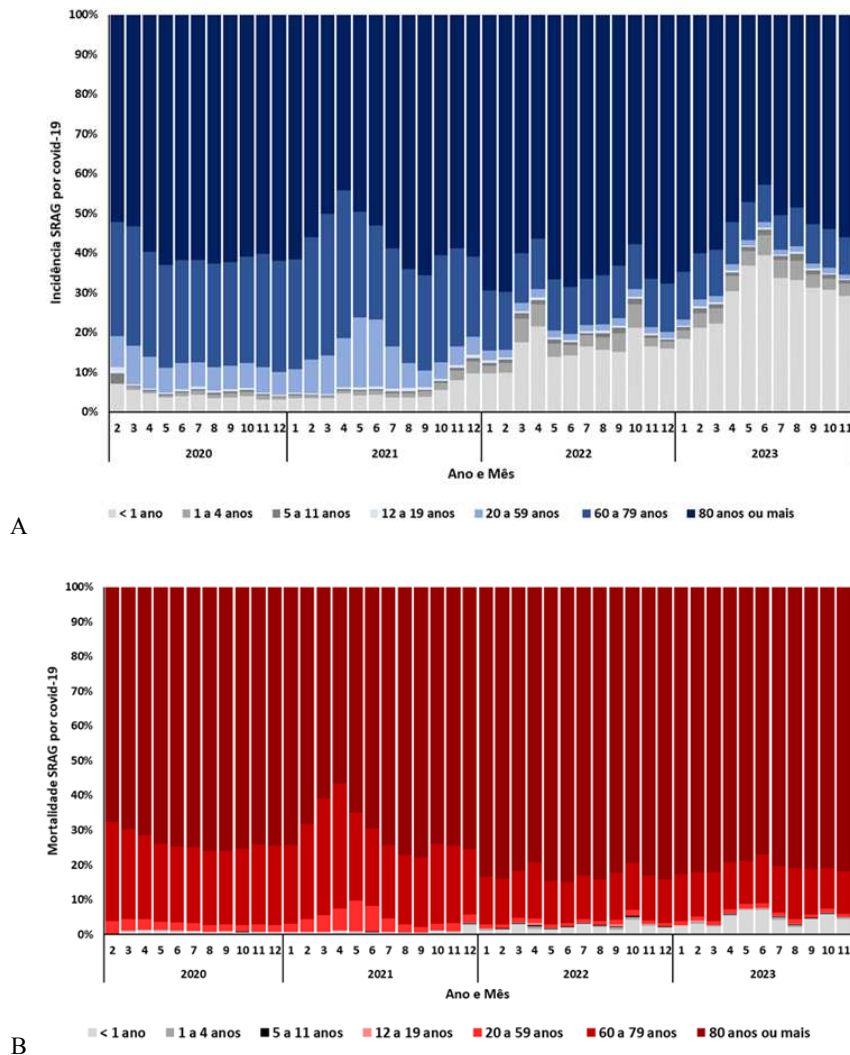 100%
90%
80%
70%
60%
50%
40%
30%
20%
10%
0%
Incidência SRAG por covid-19
2 3 4 5 6 7 8 9 10 11 12 1 2 3 4 5 6 7 8 9 10 11 12 1 2 3 4 5 6 7 8 9 10 11 12 1 2 3 4 5 6 7 8 9 10 11
2020 2021 2022 2023
Ano e Mês
< 1 ano 1 a 4 anos 5 a 11 anos 12 a 19 anos 20 a 59 anos 60 a 79 anos 80 anos ou mais
A
100%
90%
80%
70%
60%
50%
40%
30%
20%
10%
0%
Mortalidade SRAG por covid-19
2 3 4 5 6 7 8 9 10 11 12 1 2 3 4 5 6 7 8 9 10 11 12 1 2 3 4 5 6 7 8 9 10 11 12 1 2 3 4 5 6 7 8 9 10 11
2020 2021 2022 2023
Ano e Mês
< 1 ano 1 a 4 anos 5 a 11 anos 12 a 19 anos 20 a 59 anos 60 a 79 anos 80 anos ou mais
B